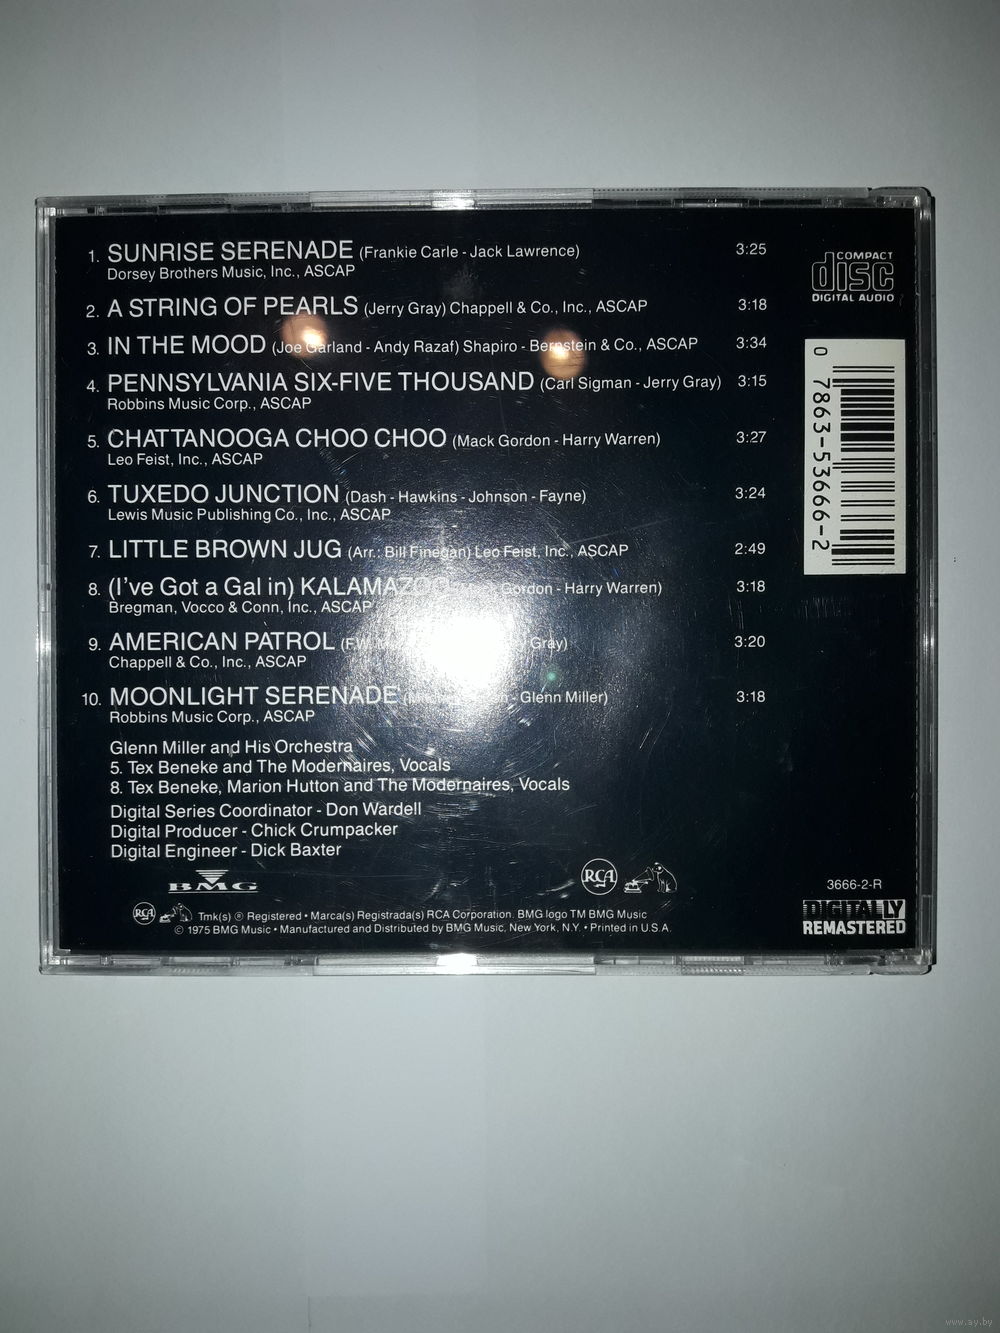 1. SUNRISE SERENADE (Frankie Carle - Jack Lawrence) 3:25
Dorsey Brothers Music, Inc., ASCAP
2. A STRING OF PEARLS (Jerry Gray) Chappell & Co., Inc., ASCAP 3:18
3. IN THE MOOD (Joe Garland - Andy Razaf) Shapiro - Bernstein & Co., ASCAP 3:34
4. PENNSYLVANIA SIX-FIVE THOUSAND (Carl Sigman - Jerry Gray) 3:15
Robbins Music Corp., ASCAP
5. CHATTANOOGA CHOO CHOO (Mack Gordon - Harry Warren) 3:27
Leo Feist, Inc., ASCAP
6. TUXEDO JUNCTION (Dash - Hawkins - Johnson - Fayne) 3:24
Lewis Music Publishing Co., Inc., ASCAP
7. LITTLE BROWN JUG (Arr.: Bill Finegan) Leo Feist, Inc., ASCAP 2:49
8. (I've Got a Gal in) KALAMAZOO Gordon - Harry Warren) 3:18
Bregman, Vocco & Conn, Inc., ASCAP
9. AMERICAN PATROL (F.W. Gray) 3:20
Chappell & Co., Inc., ASCAP
10. MOONLIGHT SERENADE - Glenn Miller) 3:18
Robbins Music Corp., ASCAP
Glenn Miller and His Orchestra
5. Tex Beneke and The Modernaires, Vocals
8. Tex Beneke, Marion Hutton and The Modernaires, Vocals
Digital Series Coordinator - Don Wardell
Digital Producer - Chick Crumpacker
Digital Engineer - Dick Baxter
BMG
RCA
RCA Tmk(s) ® Registered • Marca(s) Registrada(s) RCA Corporation. BMG logo TM BMG Music
© 1975 BMG Music • Manufactured and Distributed by BMG Music, New York, N.Y. • Printed in U.S.A.
COMPACT
disc
DIGITAL AUDIO
0 7863-53666-2
3666-2-R
DIGITALLY
REMASTERED
www.ay.by